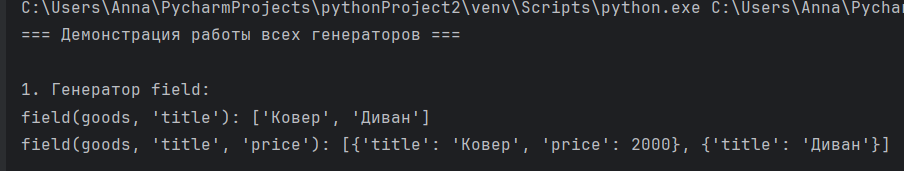 C:\Users\Anna\PycharmProjects\pythonProject2\venv\Scripts\python.exe C:\Users\Anna\Pychar
=== Демонстрация работы всех генераторов ===
1. Генератор field:
field(goods, 'title'): ['Ковер', 'Диван']
field(goods, 'title', 'price'): [{'title': 'Ковер', 'price': 2000}, {'title': 'Диван'}]